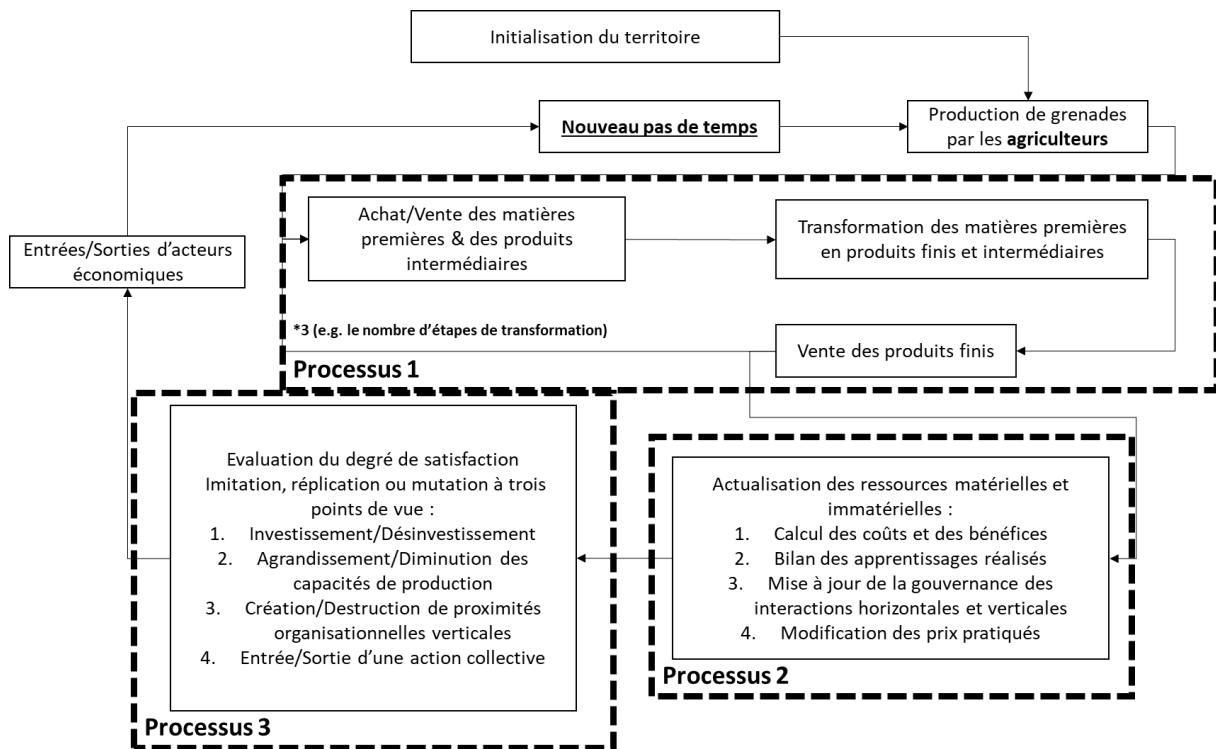 Initialisation du territoire
Nouveau pas de temps
Production de grenades
par les agriculteurs
Achat/Vente des matières
premières & des produits
intermédiaires
Transformation des matières premières
en produits finis et intermédiaires
Entrées/Sorties d'acteurs
économiques
*3 (e.g. le nombre d'étapes de transformation)
Vente des produits finis
Processus 1
Evaluation du degré de satisfaction
Imitation, réplication ou mutation à trois
points de vue :
1. Investissement/Désinvestissement
2. Agrandissement/Diminution des
capacités de production
3. Création/Destruction de proximités
organisationnelles verticales
4. Entrée/Sortie d'une action collective
Processus 3
Actualisation des ressources matérielles et
immatérielles :
1. Calcul des coûts et des bénéfices
2. Bilan des apprentissages réalisés
3. Mise à jour de la gouvernance des
interactions horizontales et verticales
4. Modification des prix pratiqués
Processus 2